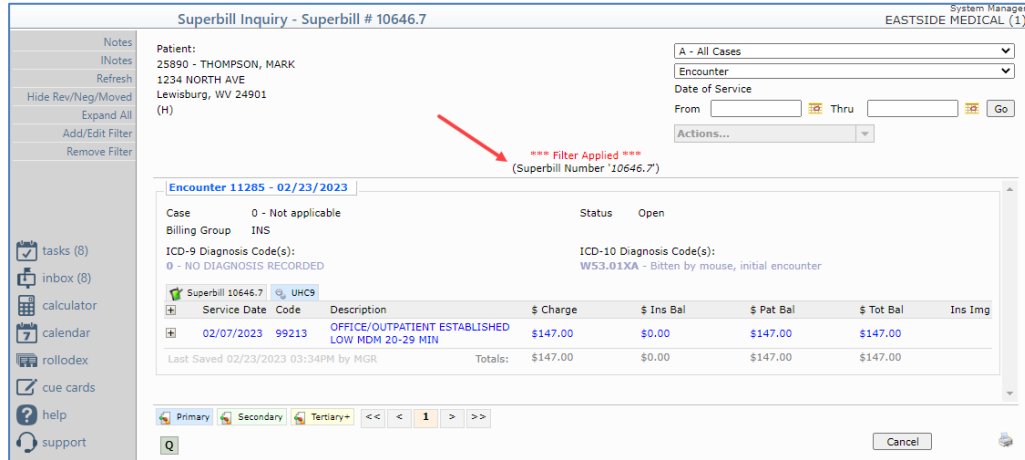 System Manager
Superbill Inquiry - Superbill # 10646.7
EASTSIDE MEDICAL (1)
Notes
INotes
Refresh
Hide Rev/Neg/Moved
Expand All
Add/Edit Filter
Remove Filter
Patient:
25890 - THOMPSON, MARK
1234 NORTH AVE
Lewisburg, WV 24901
(H)
A - All Cases
Encounter
Date of Service
From Thru Go
Actions...
*** Filter Applied ***
(Superbill Number '10646.7')
Encounter 11285 - 02/23/2023
Case 0 - Not applicable Status Open
Billing Group INS
ICD-9 Diagnosis Code(s): ICD-10 Diagnosis Code(s):
0 - NO DIAGNOSIS RECORDED W53.01XA - Bitten by mouse, initial encounter
Superbill 10646.7 UHC9
Service Date Code Description $ Charge $ Ins Bal $ Pat Bal $ Tot Bal Ins Img
02/07/2023 99213 OFFICE/OUTPATIENT ESTABLISHED LOW MDM 20-29 MIN $147.00 $0.00 $147.00 $147.00
Last Saved 02/23/2023 03:34PM by MGR Totals: $147.00 $0.00 $147.00 $147.00
tasks (8)
inbox (8)
calculator
7 calendar
rollodex
cue cards
help
support
Primary Secondary Tertiary+ << < 1 > >>
Q Cancel